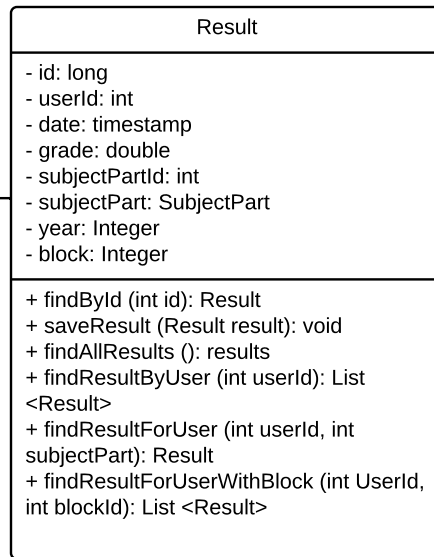 Result
- id: long
- userId: int
- date: timestamp
- grade: double
- subjectPartId: int
- subjectPart: SubjectPart
- year: Integer
- block: Integer
+ findById (int id): Result
+ saveResult (Result result): void
+ findAllResults (): results
+ findResultByUser (int userId): List
<Result>
+ findResultForUser (int userId, int
subjectPart): Result
+ findResultForUserWithBlock (int UserId,
int blockId): List <Result>